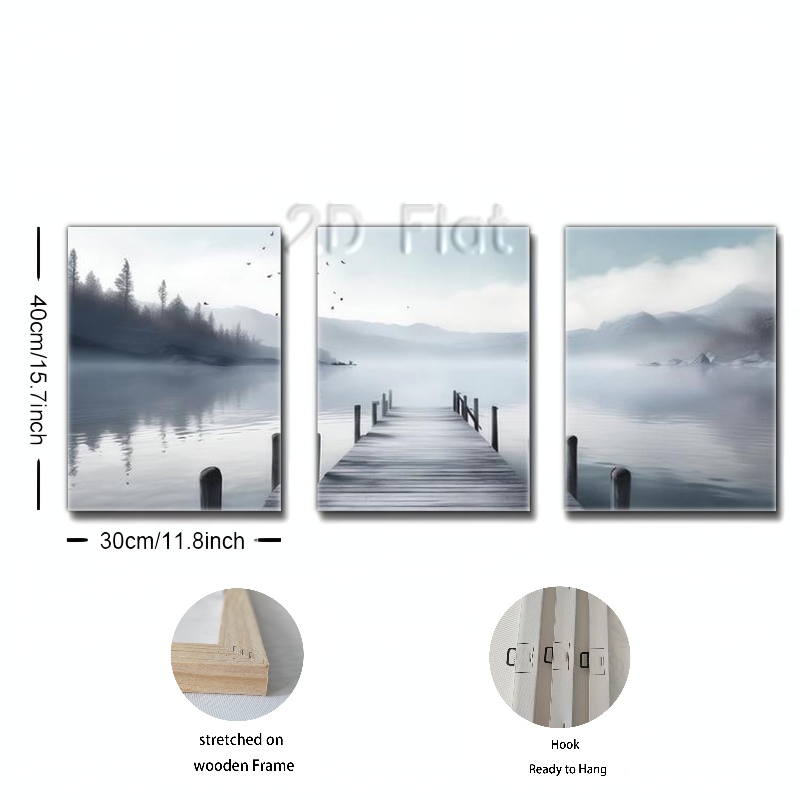 2D Flat
40cm/15.7inch
30cm/11.8inch
stretched on
wooden Frame
Hook
Ready to Hang